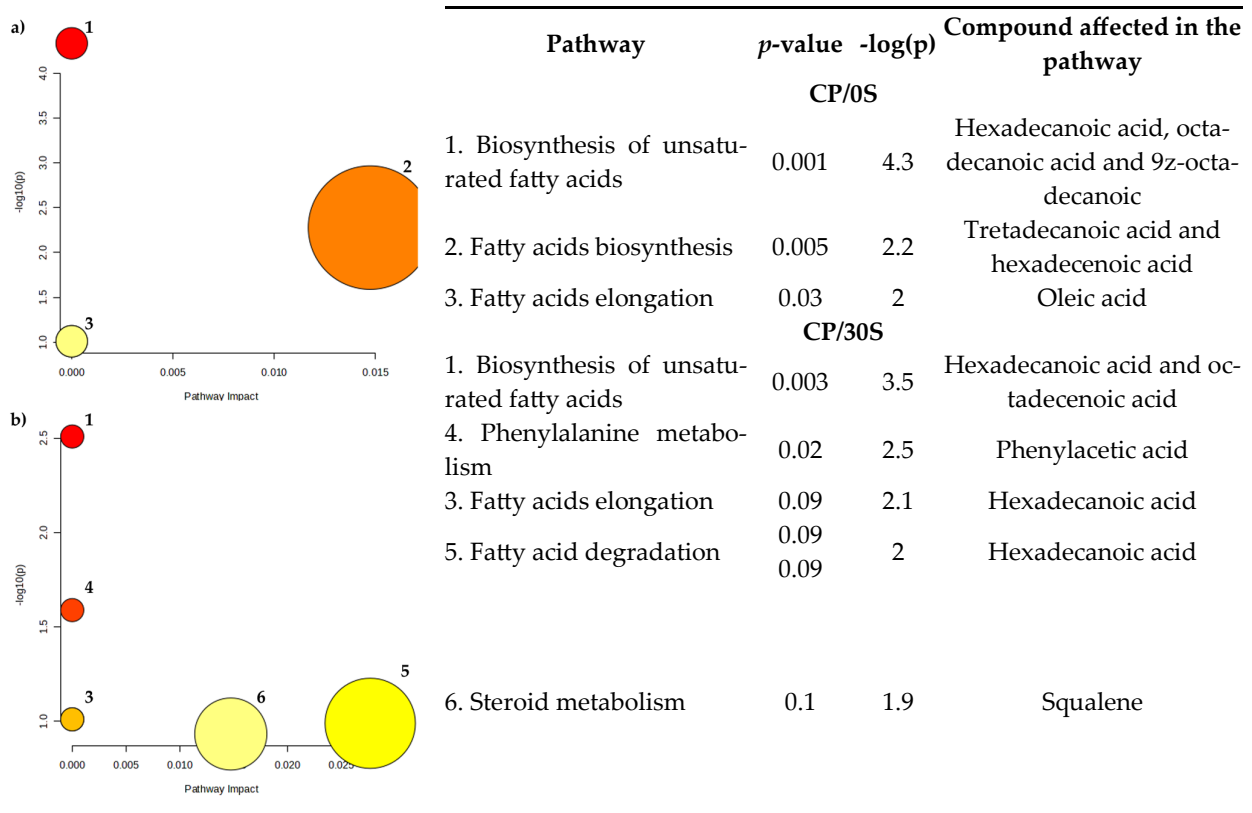 a)
1
4.0
3.5
3.0
2.5
2.0
1.5
1.0
-log10(p)
2
3
0.000 0.005 0.010 0.015
Pathway Impact
b)
1
2.5
2.0
1.5
1.0
-log10(p)
4
3
6
5
0.000 0.005 0.010 0.020
Pathway Impact
Pathway p-value -log(p) Compound affected in the
pathway
CP/0S
1. Biosynthesis of unsatu-
rated fatty acids
0.001 4.3
Hexadecanoic acid, octa-
decanoic acid and 9z-octa-
decanoic
2. Fatty acids biosynthesis 0.005 2.2
Tretadecanoic acid and
hexadecenoic acid
3. Fatty acids elongation 0.03 2 Oleic acid
CP/30S
1. Biosynthesis of unsatu-
rated fatty acids
0.003 3.5
Hexadecanoic acid and oc-
tadecenoic acid
4. Phenylalanine metabo-
lism
0.02 2.5 Phenylacetic acid
3. Fatty acids elongation 0.09 2.1 Hexadecanoic acid
5. Fatty acid degradation
0.09
0.09
2 Hexadecanoic acid
6. Steroid metabolism 0.1 1.9 Squalene